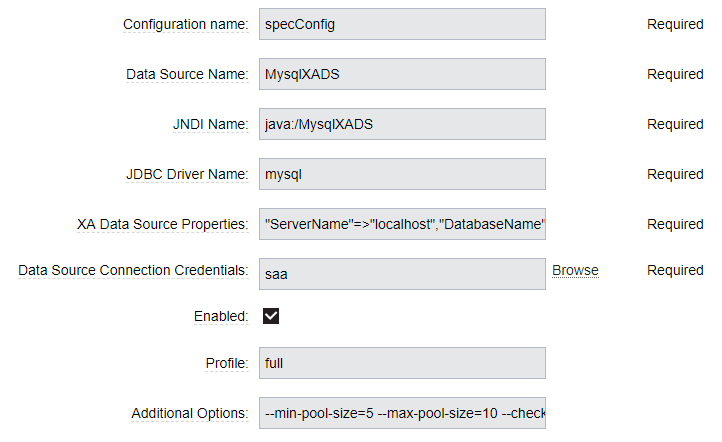 Configuration name: specConfig Required
Data Source Name: MysqlXADS Required
JNDI Name: java:/MysqlXADS Required
JDBC Driver Name: mysql Required
XA Data Source Properties: "ServerName"=>"localhost","DatabaseName" Required
Data Source Connection Credentials: saa Browse Required
Enabled:
Profile: full
Additional Options: --min-pool-size=5 --max-pool-size=10 --check